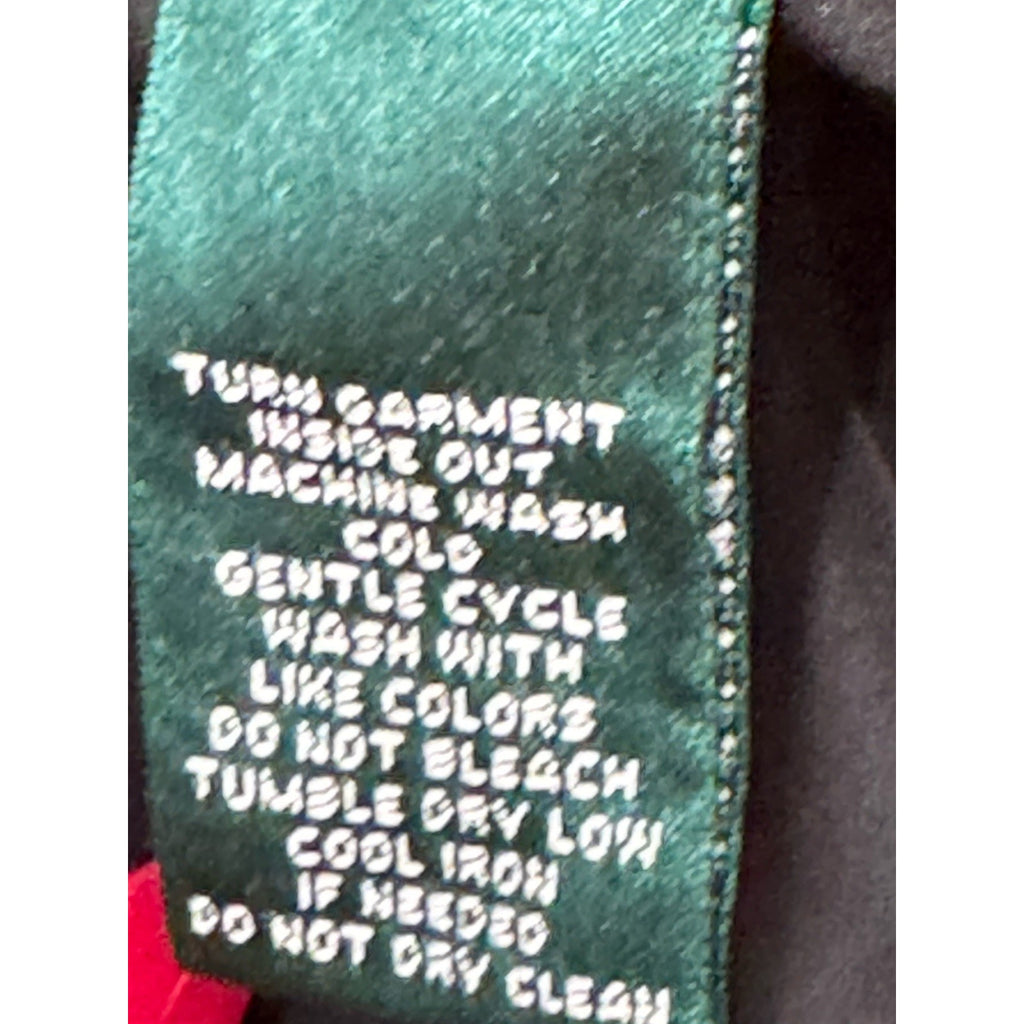 TURN GARMENT
INSIDE OUT
MACHINE WASH
COLD
GENTLE CYCLE
WASH WITH
LIKE COLORS
DO NOT BLEACH
TUMBLE DRY LOW
COOL IRON
IF NEEDED
DO NOT DRY CLEAN